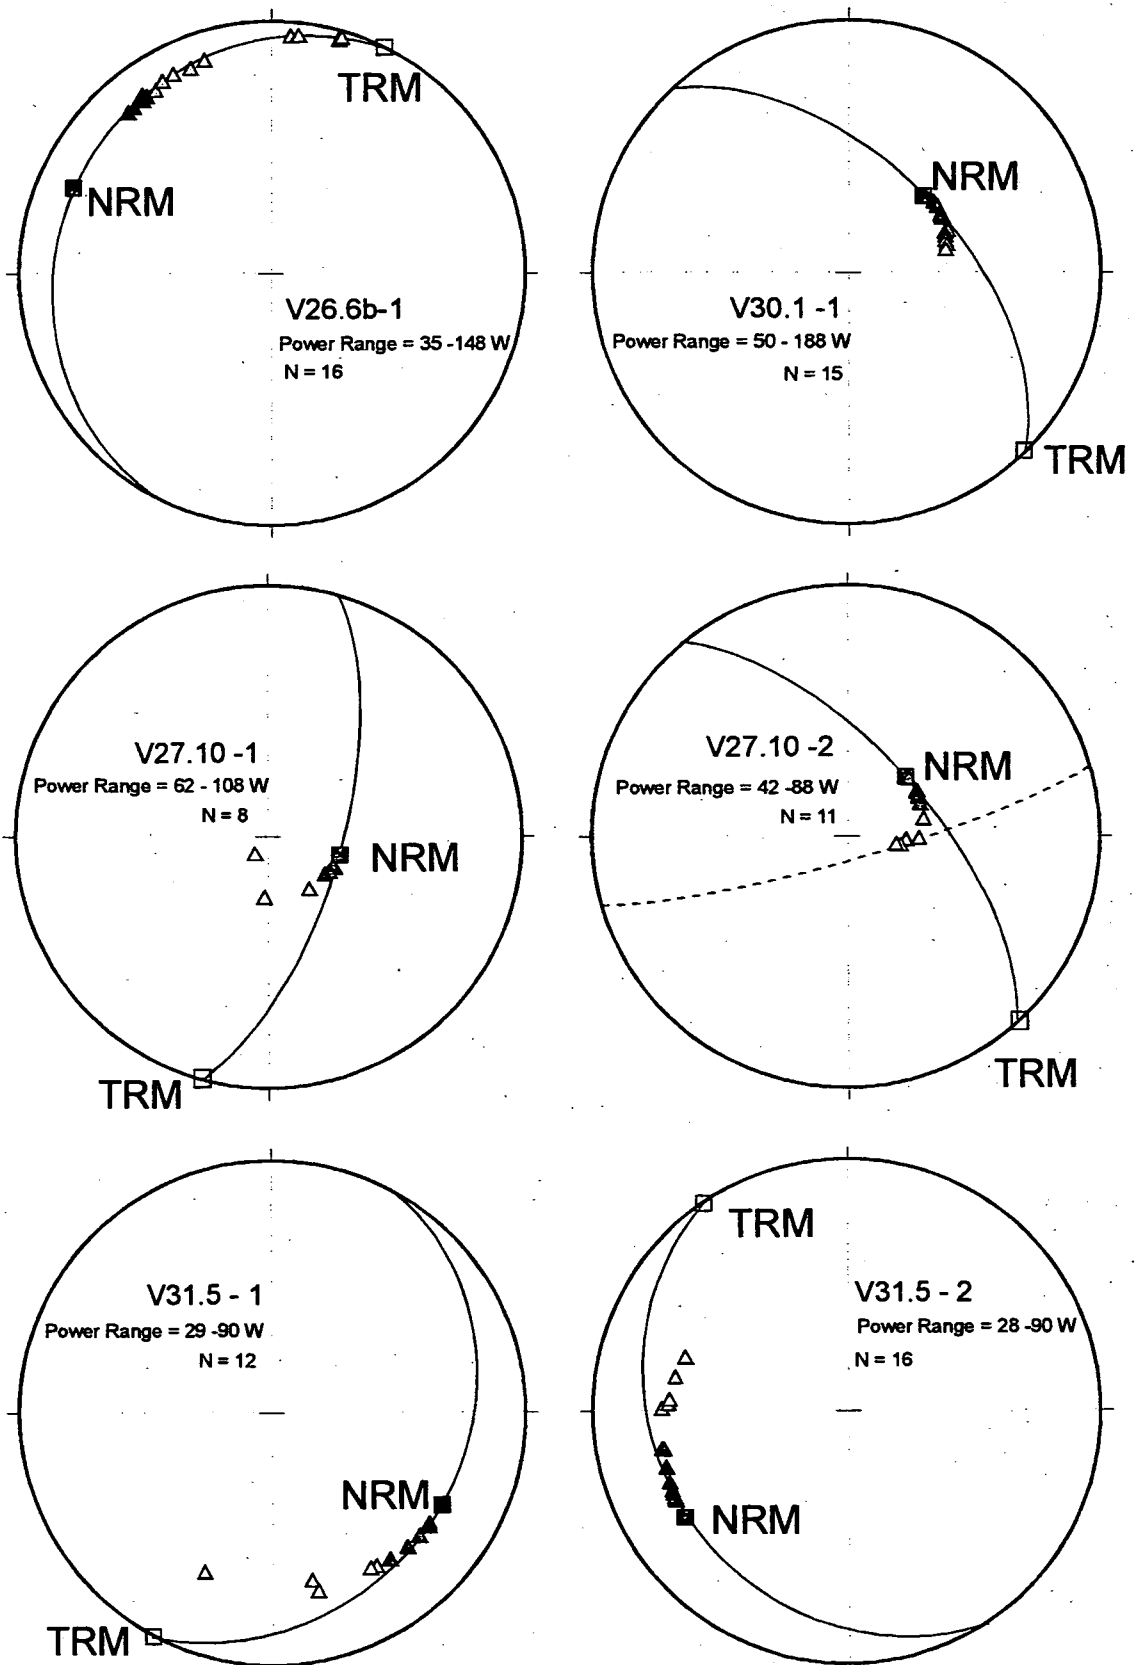 TRM
NRM
V26.6b-1
Power Range = 35 -148 W
N = 16
NRM
V30.1 -1
Power Range = 50 - 188 W
N = 15
TRM
V27.10 -1
Power Range = 62 - 108 W
N = 8
NRM
TRM
V27.10 -2
Power Range = 42 -88 W
N = 11
NRM
TRM
V31.5 - 1
Power Range = 29 -90 W
N = 12
NRM
TRM
TRM
V31.5 - 2
Power Range = 28 -90 W
N = 16
NRM